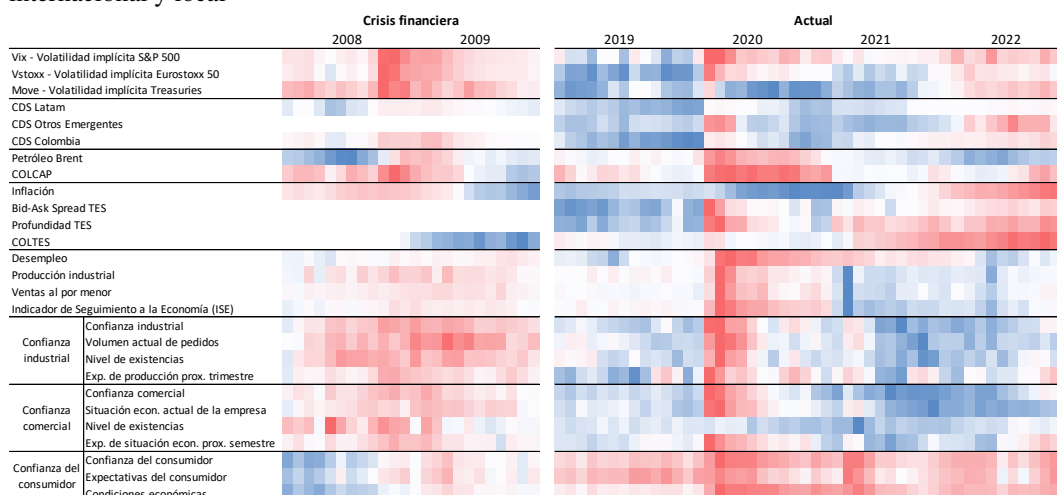 internacional y local
Crisis financiera Actual
2008 2009 2019 2020 2021 2022
Vix - Volatilidad implícita S&P 500
Vstoxx - Volatilidad implícita Eurostoxx 50
Move - Volatilidad implícita Treasuries
CDS Latam
CDS Otros Emergentes
CDS Colombia
Petróleo Brent
COLCAP
Inflación
Bid-Ask Spread TES
Profundidad TES
COLTES
Desempleo
Producción industrial
Ventas al por menor
Indicador de Seguimiento a la Economía (ISE)
Confianza industrial
Confianza industrial
Volumen actual de pedidos
Nivel de existencias
Exp. de producción prox. trimestre
Confianza comercial
Confianza comercial
Situación econ. actual de la empresa
Nivel de existencias
Exp. de situación econ. prox. semestre
Confianza del consumidor
Confianza del consumidor
Expectativas del consumidor
Condiciones económicas